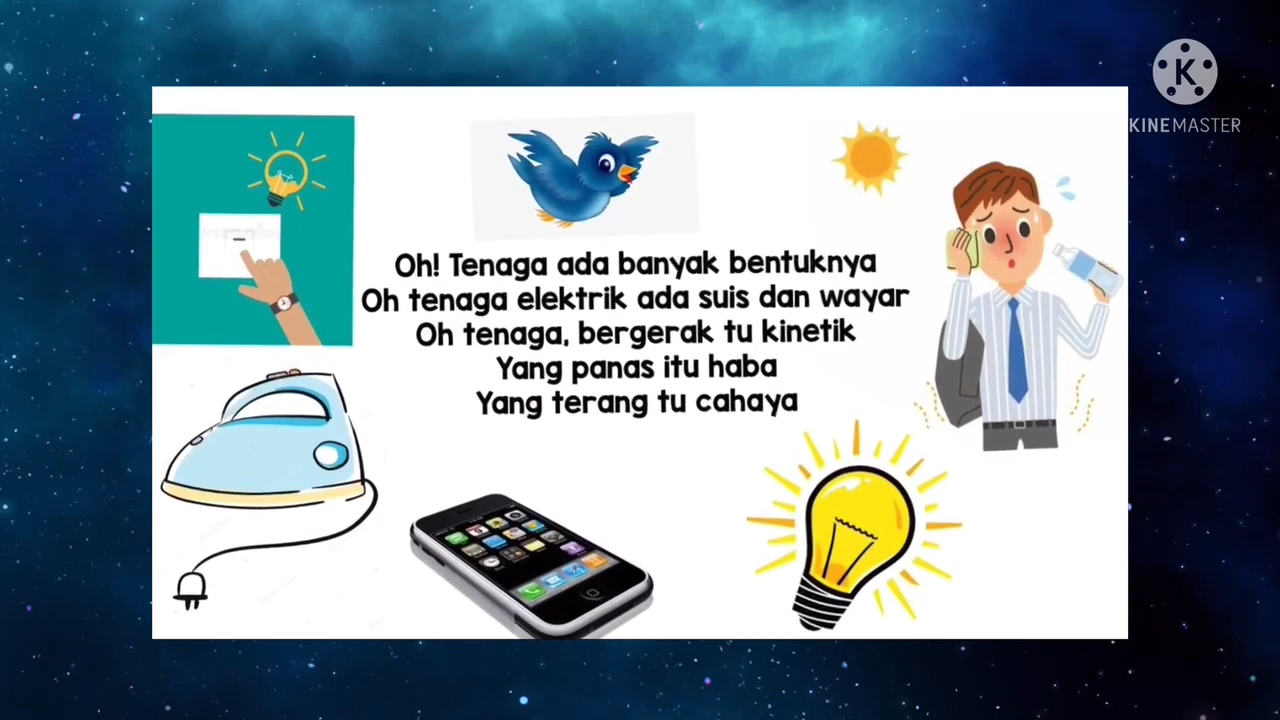 KINEMASTER
Oh! Tenaga ada banyak bentuknya
Oh tenaga elektrik ada suis dan wayar
Oh tenaga, bergerak tu kinetik
Yang panas itu haba
Yang terang tu cahaya